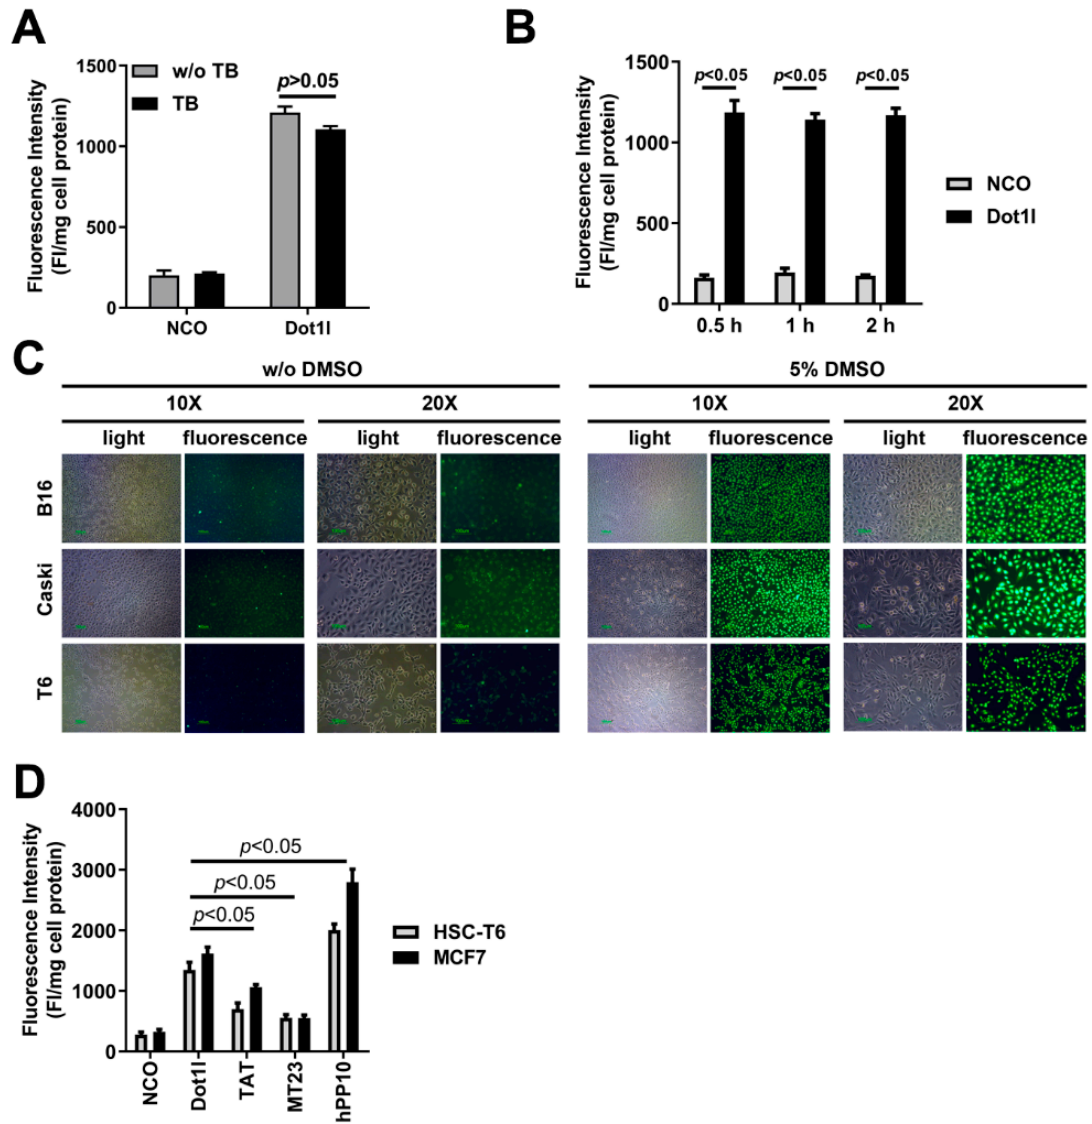 A
1500
1000
500
0
Fluorescence Intensity
(FI/mg cell protein)
w/o TB
TB
p>0.05
NCO
Dot1l
B
1500
1000
500
0
Fluorescence Intensity
(FI/mg cell protein)
p<0.05
p<0.05
p<0.05
0.5 h
1 h
2 h
NCO
Dot1l
C
w/o DMSO
5% DMSO
10X
20X
10X
20X
light
fluorescence
light
fluorescence
light
fluorescence
light
fluorescence
B16
Caski
T6
D
4000
3000
2000
1000
0
Fluorescence Intensity
(FI/mg cell protein)
p<0.05
p<0.05
p<0.05
HSC-T6
MCF7
NCO
Dot1l
TAT
MT23
hPP10